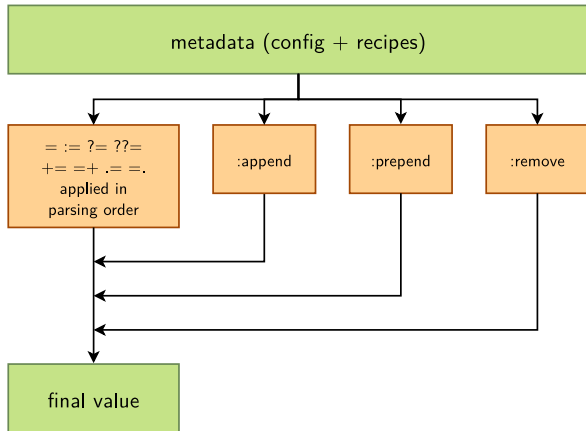 metadata (config + recipes)
= := ?= ??=
+= =+ .= =.
applied in
parsing order
:append
:prepend
:remove
final value